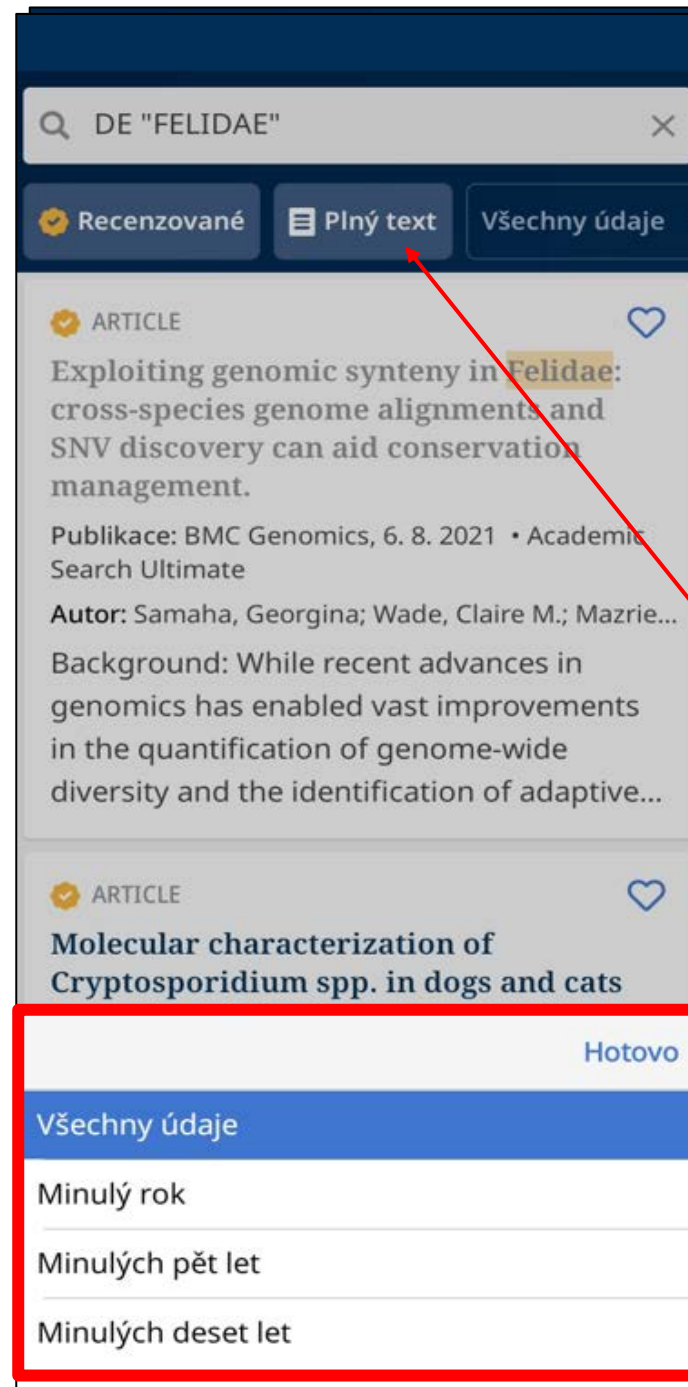 DE "FELIDAE"
Recenzované Plný text Všechny údaje
ARTICLE
Exploiting genomic synteny in Felidae:
cross-species genome alignments and
SNV discovery can aid conservation
management.
Publikace: BMC Genomics, 6. 8. 2021 • Academic
Search Ultimate
Autor: Samaha, Georgina; Wade, Claire M.; Mazrie...
Background: While recent advances in
genomics has enabled vast improvements
in the quantification of genome-wide
diversity and the identification of adaptive...
ARTICLE
Molecular characterization of
Cryptosporidium spp. in dogs and cats
Hotovo
Všechny údaje
Minulý rok
Minulých pět let
Minulých deset let